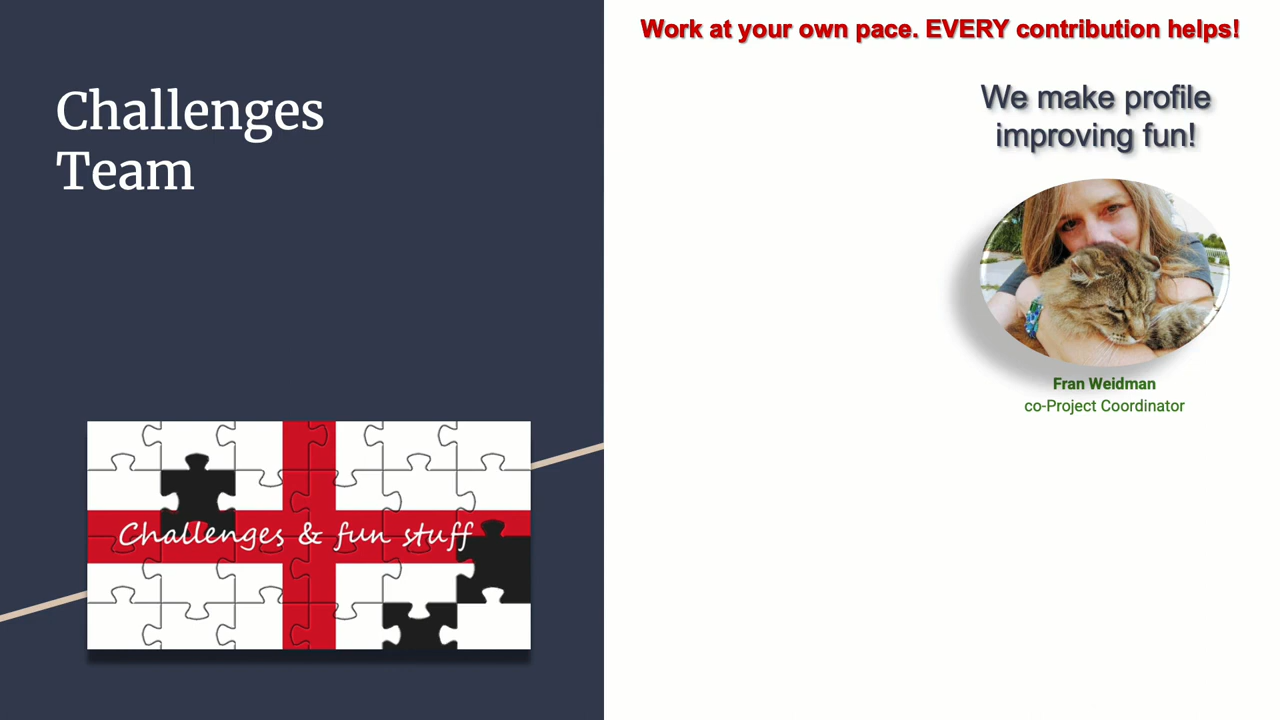 Challenges
Team
Challenges & fun stuff
Work at your own pace. EVERY contribution helps!
We make profile
improving fun!
Fran Weidman
co-Project Coordinator